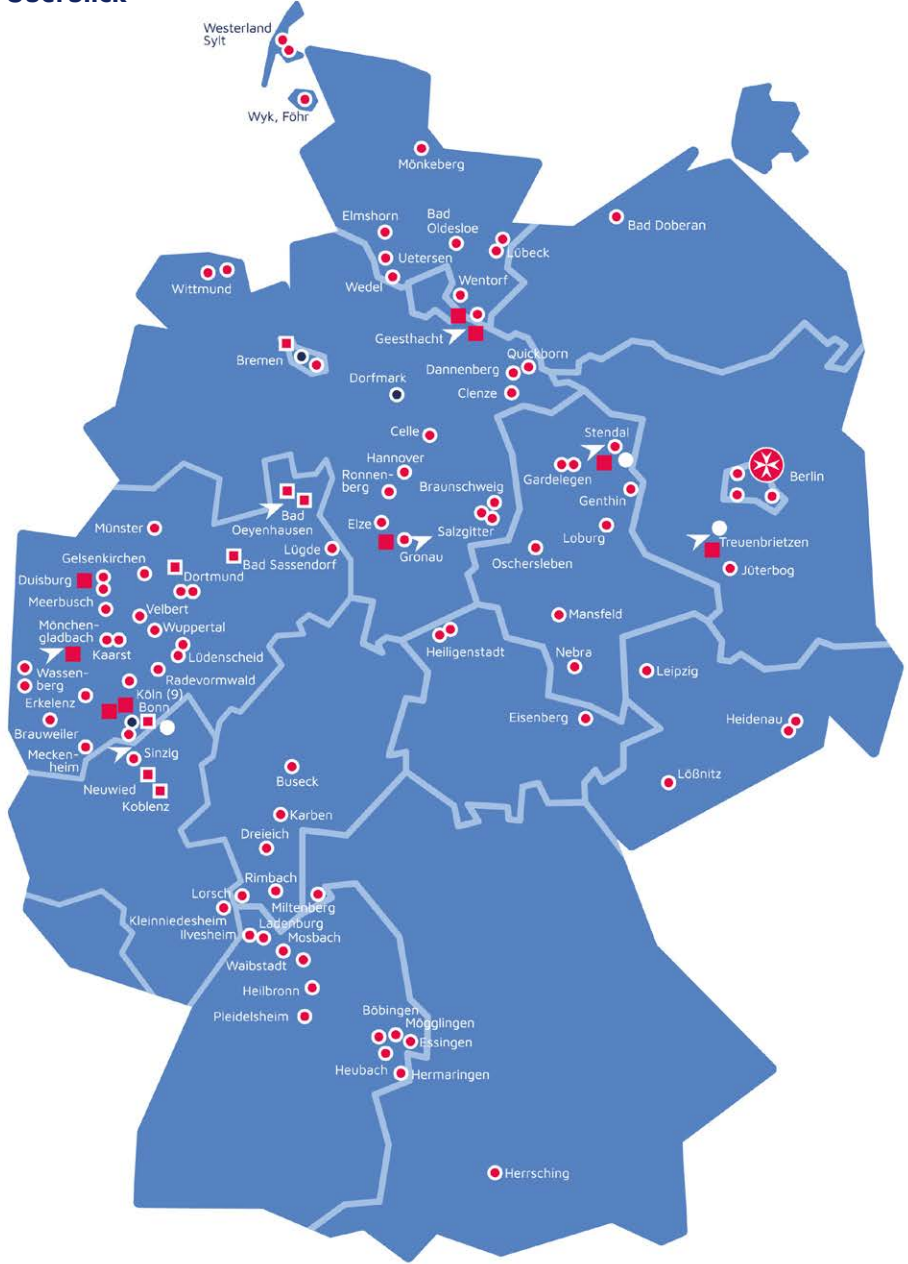 Überblick
Westerland
Sylt
Wyk, Föhr
Mönkeberg
Elmshorn
Bad
Oldesloe
Bad Doberan
Lübeck
Uetersen
Wittmund
Wedel
Wentorf
Geesthacht
Bremen
Quickborn
Dannenberg
Dorfmark
Clenze
Celle
Stendal
Hannover
Ronnen-
berg
Gardelegen
Berlin
Braunschweig
Genthin
Bad
Oeyenhausen
Münster
Elze
Salzgitter
Loburg
Treuenbrietzen
Lügde
Gronau
Oschersleben
Gelsenkirchen
Bad Sassendorf
Jüterbog
Duisburg
Dortmund
Meerbusch
Velbert
Mansfeld
Mönchen-
gladbach
Wuppertal
Heiligenstadt
Kaarst
Lüdenscheid
Nebra
Leipzig
Wassen-
berg
Radevormwald
Erkelenz
Köln (9)
Bonn
Eisenberg
Heidenau
Brauweiler
Mecken-
heim
Sinzig
Buseck
Lößnitz
Neuwied
Koblenz
Karben
Dreieich
Rimbach
Lorsch
Miltenberg
Kleinniedesheim
Ladenburg
Ilvesheim
Mosbach
Waibstadt
Heilbronn
Pleidelsheim
Böbingen
Mögglingen
Essingen
Heubach
Hermaringen
Herrsching